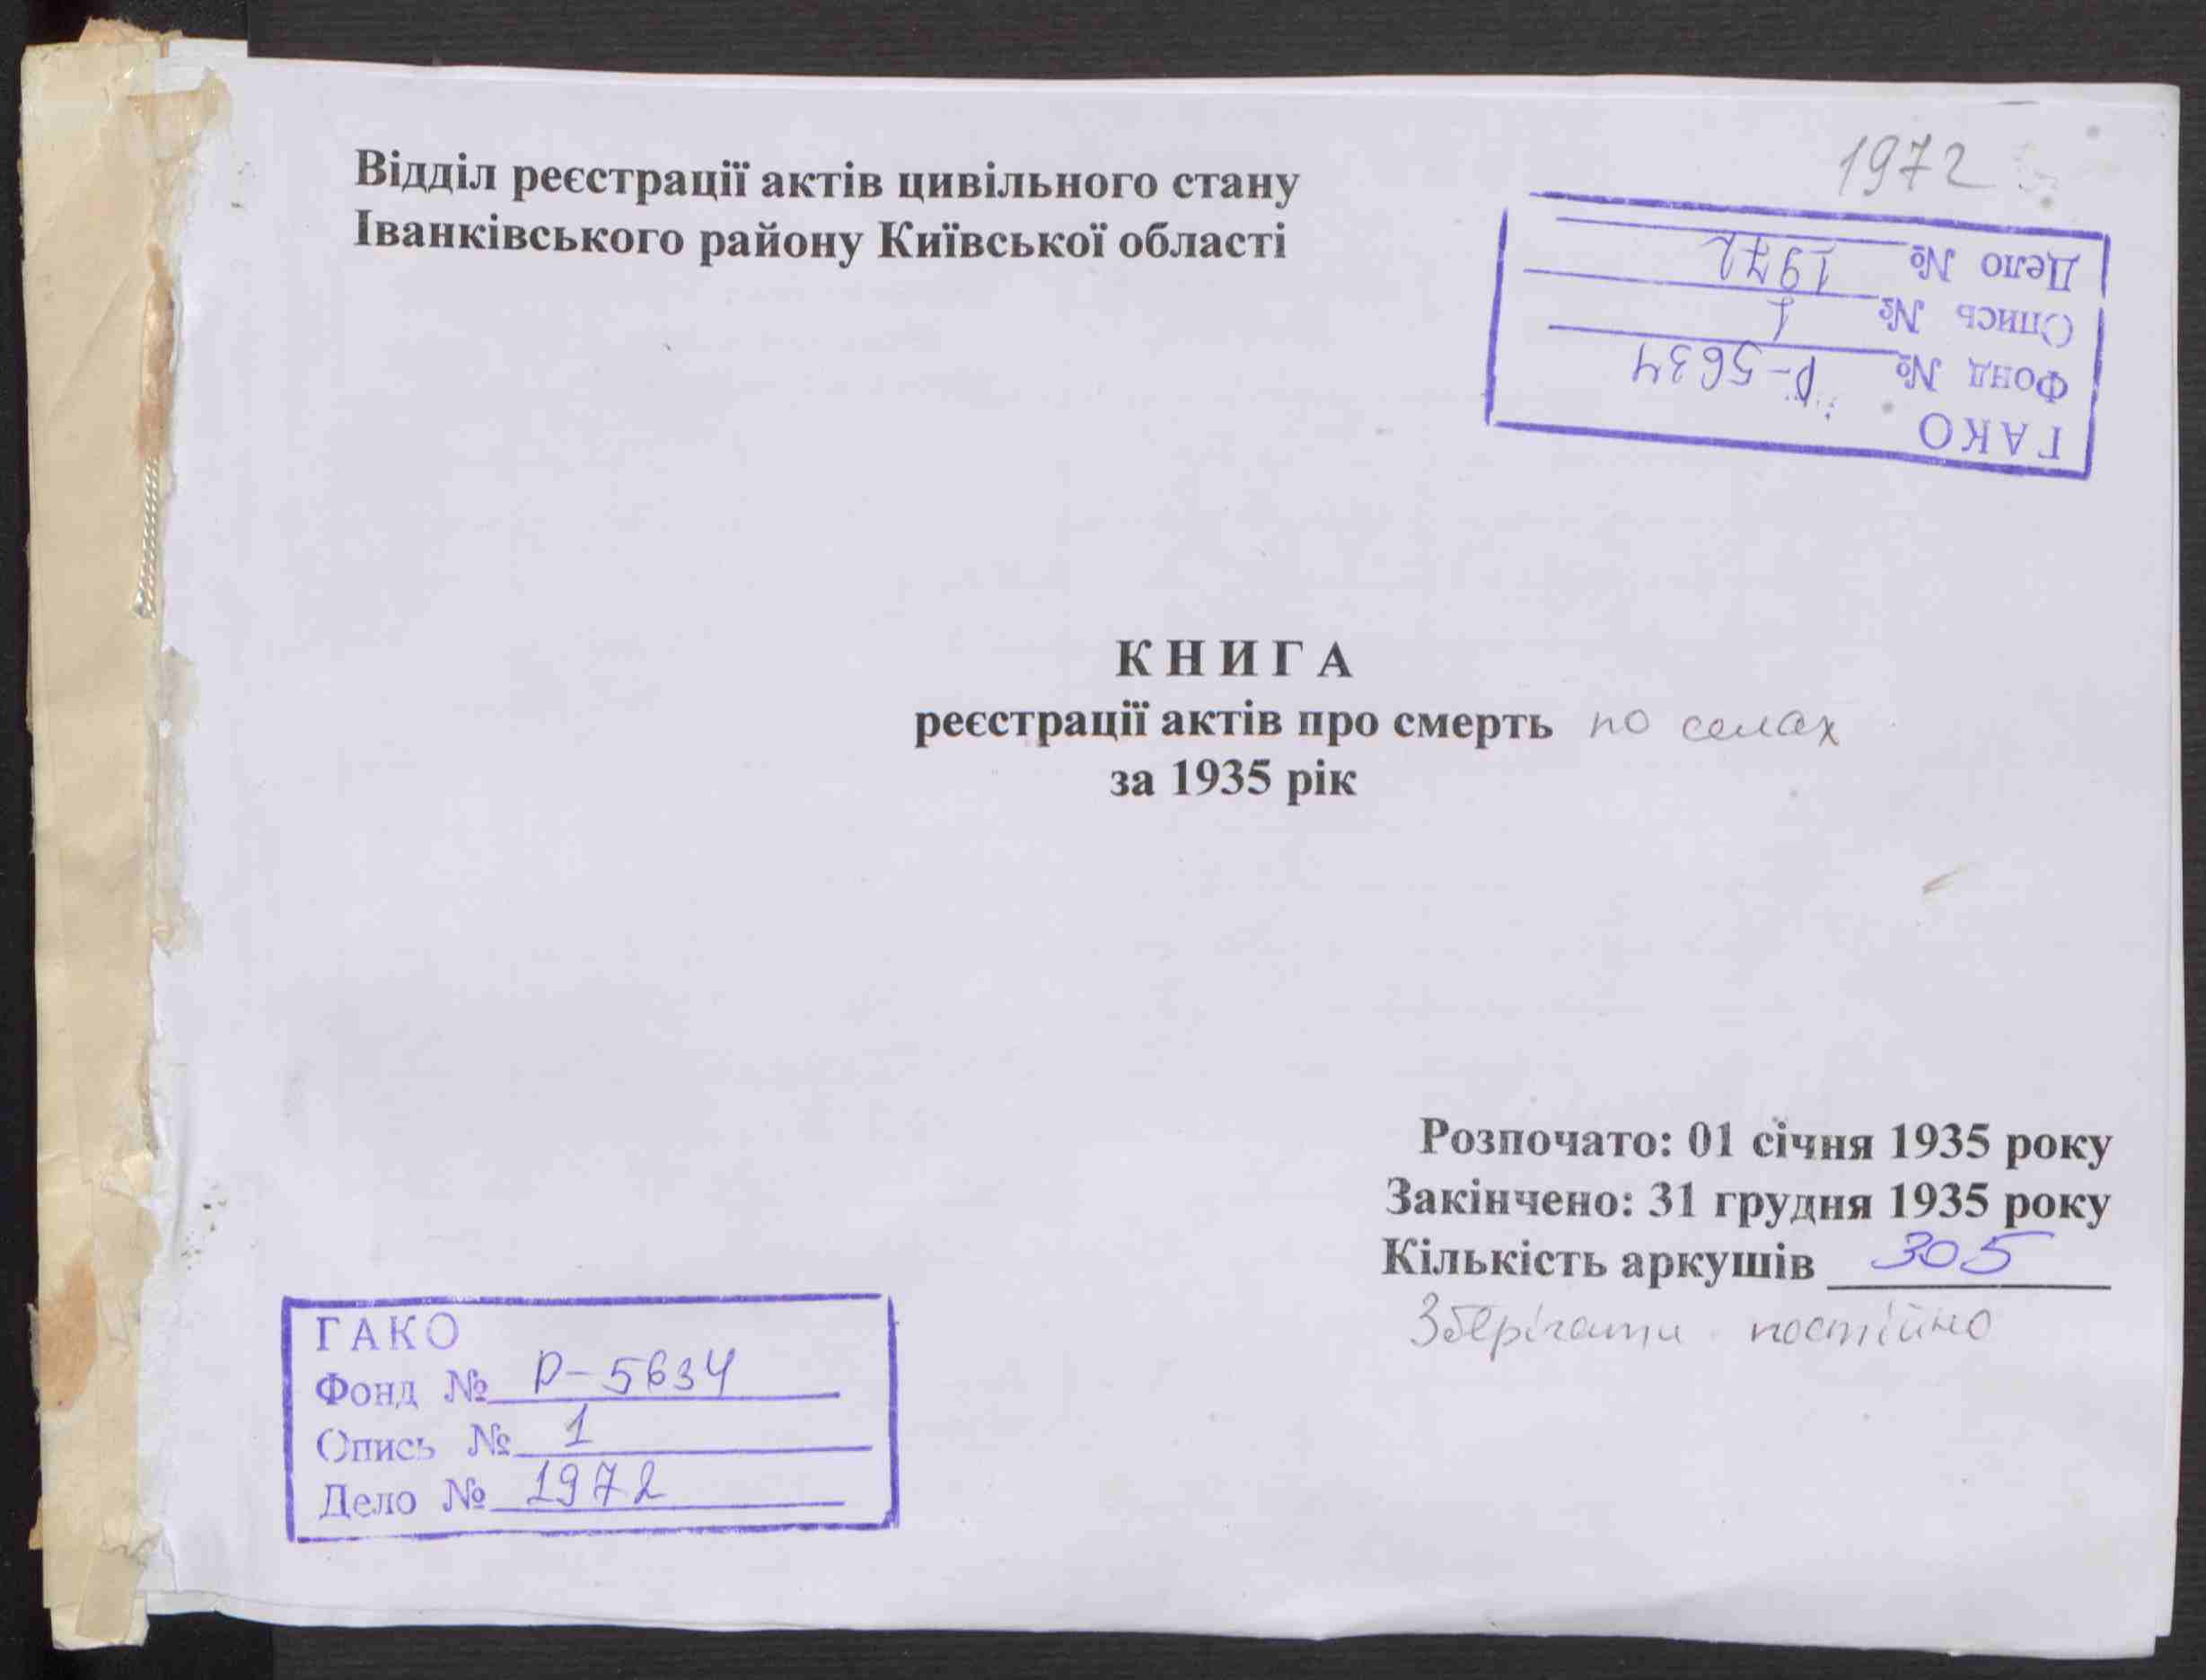 Відділ реєстрації актів цивільного стану
Іванківського району Київської області
1972
ГАКО
Фонд № Р-5634
Опись № 1
Дело № 1972
КНИГА
реєстрації актів про смерть по селах
за 1935 рік
Розпочато: 01 січня 1935 року
Закінчено: 31 грудня 1935 року
Кількість аркушів 305
Зберігати постійно
ГАКО
Фонд № Р-5634
Опись № 1
Дело № 1972